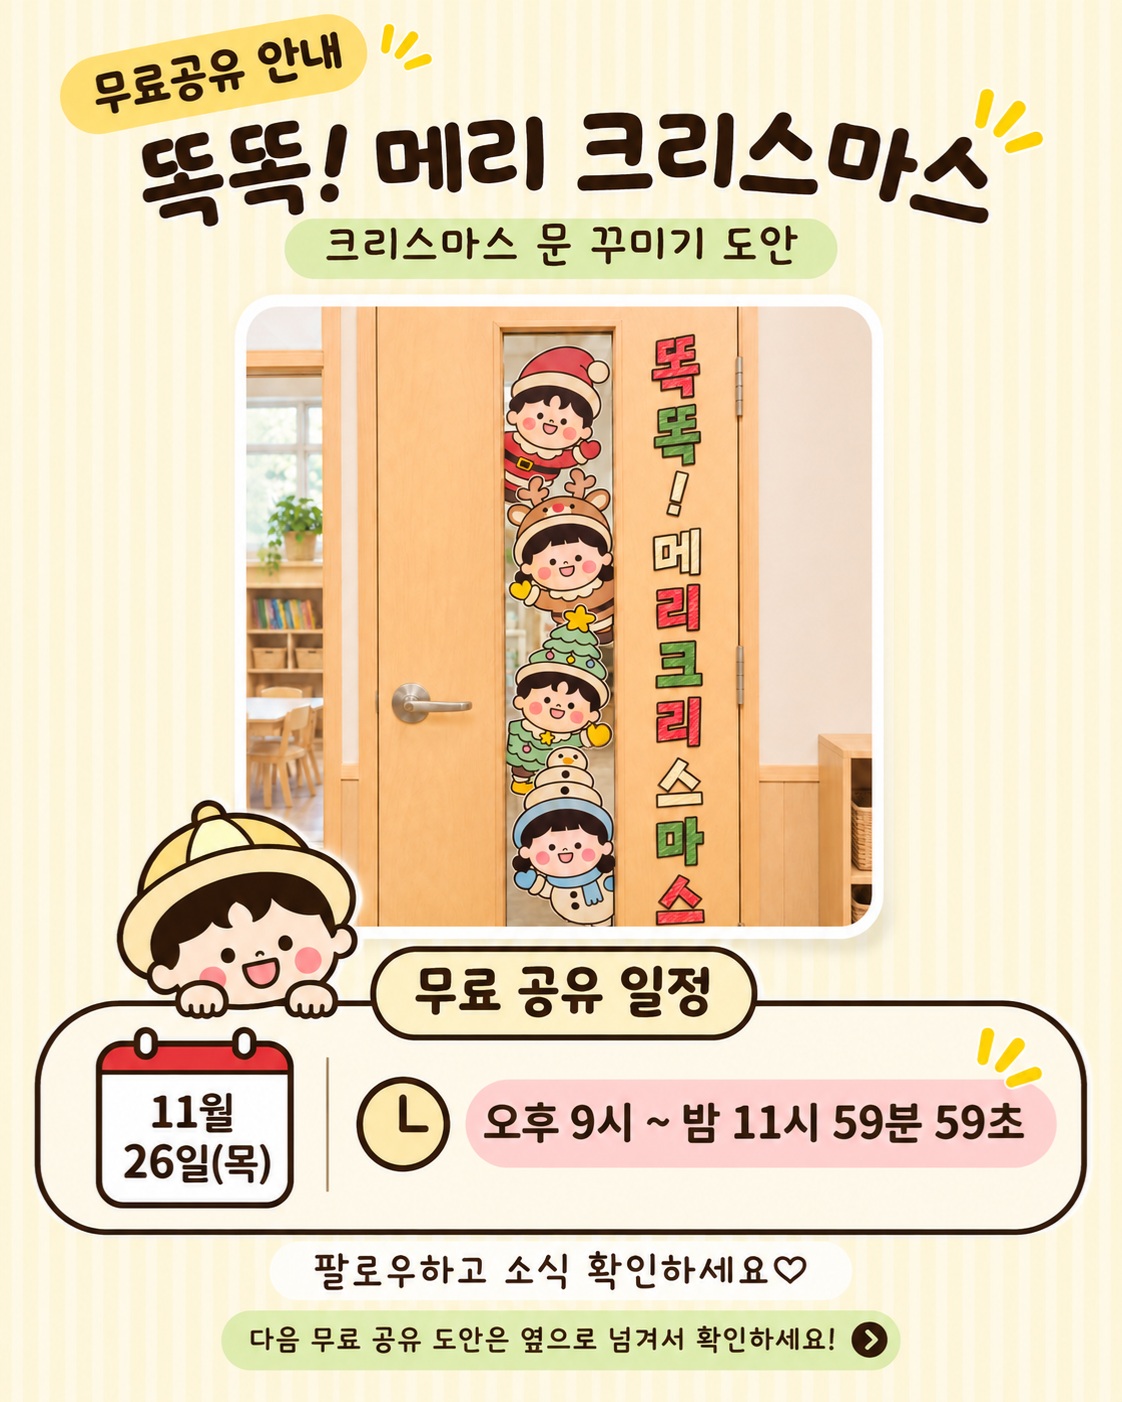 무료공유 안내
똑똑! 메리 크리스마스
크리스마스 문 꾸미기 도안
똑
똑
!
메
리
크
리
스
마
스
무료 공유 일정
11월
26일(목)
오후 9시 ~ 밤 11시 59분 59초
팔로우하고 소식 확인하세요♡
다음 무료 공유 도안은 옆으로 넘겨서 확인하세요!